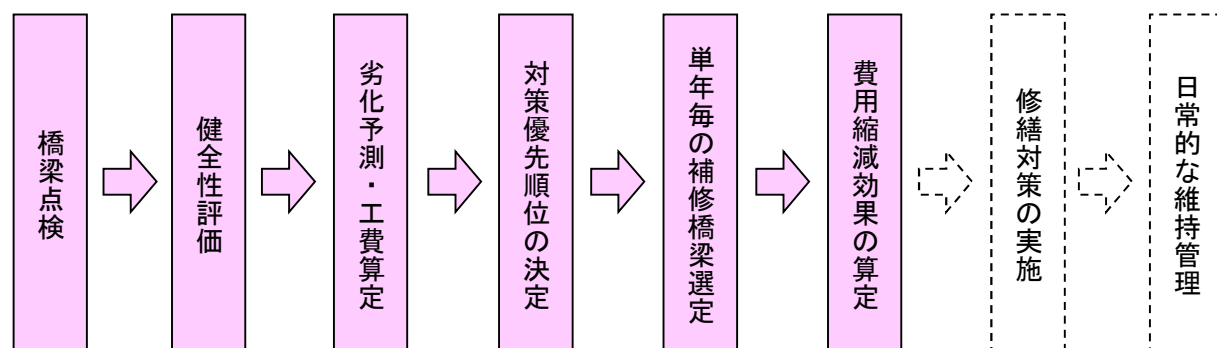 橋梁点検
健全性評価
劣化予測・工費算定
対策優先順位の決定
単年毎の補修橋梁選定
費用縮減効果の算定
修繕対策の実施
日常的な維持管理